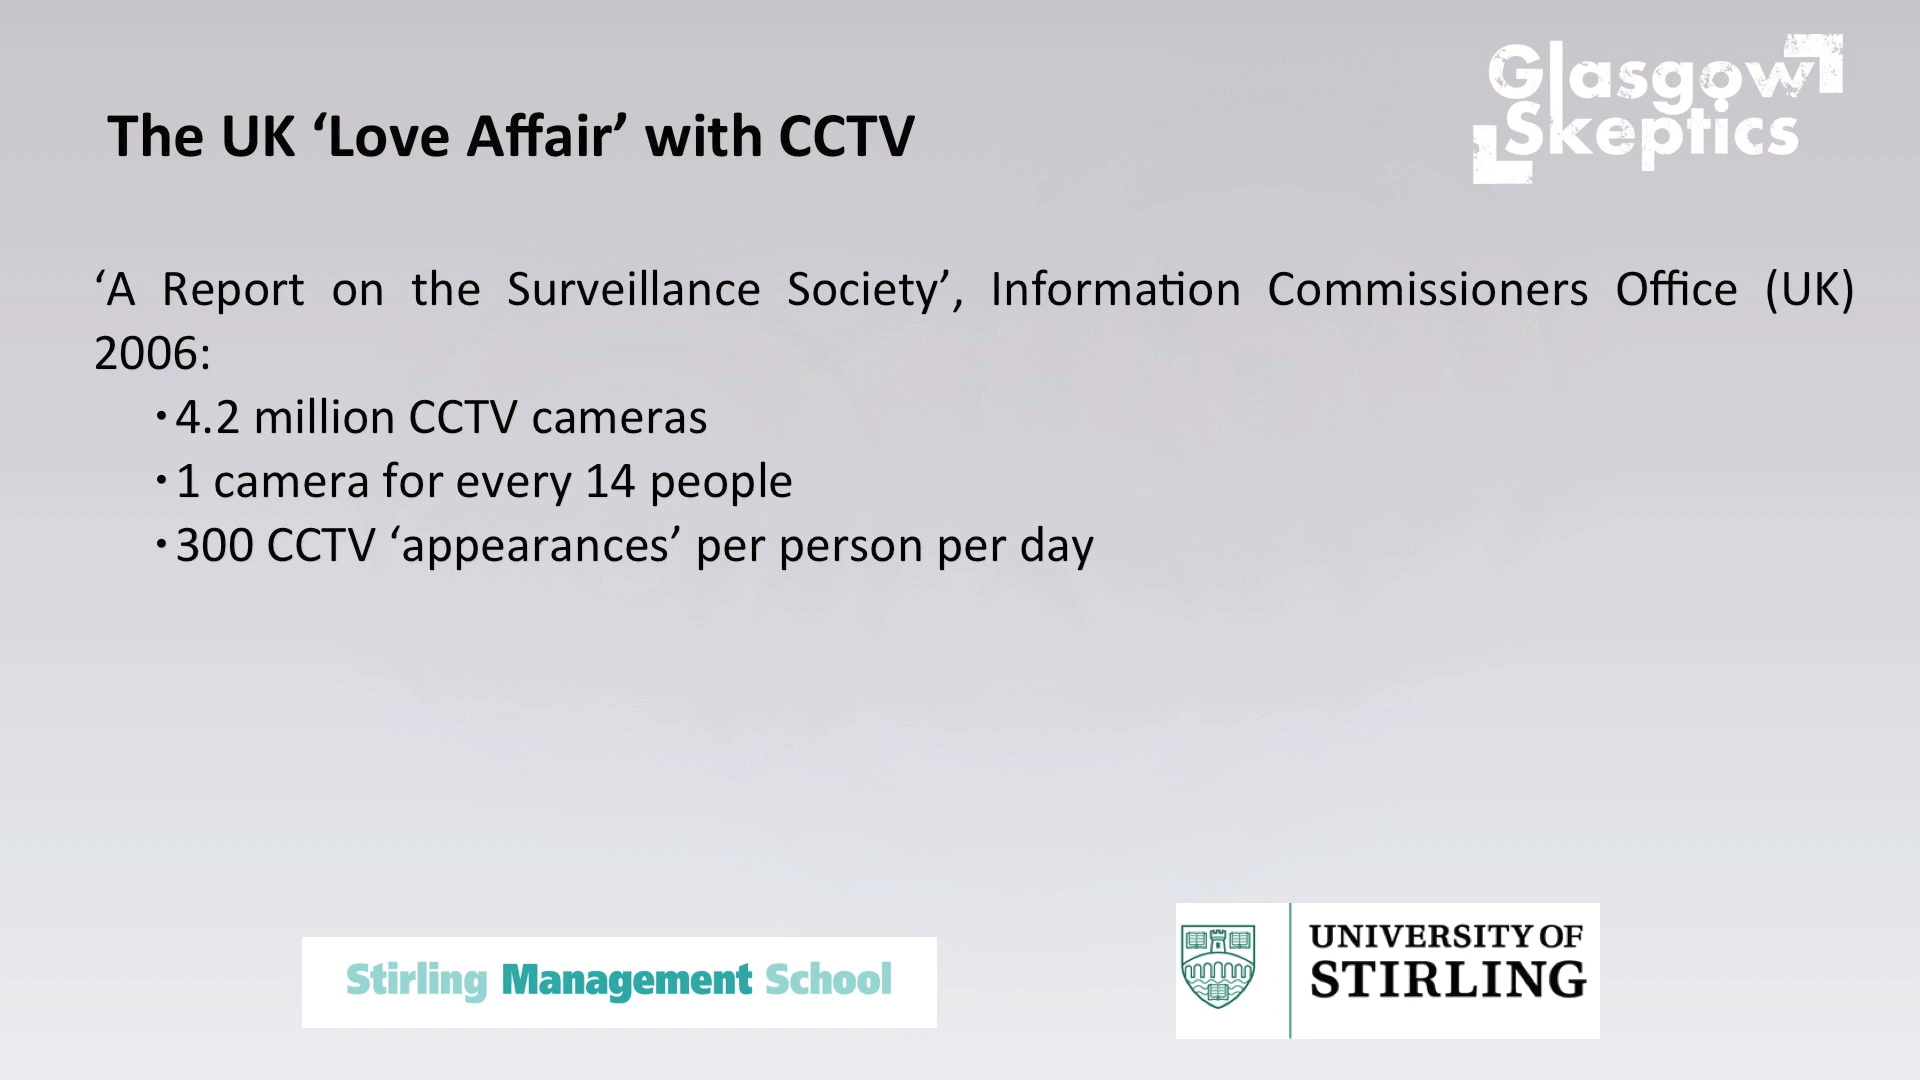 Glasgow
Skeptics
The UK ‘Love Affair’ with CCTV
‘A Report on the Surveillance Society’, Information Commissioners Office (UK)
2006:
·4.2 million CCTV cameras
·1 camera for every 14 people
·300 CCTV ‘appearances’ per person per day
Stirling Management School
UNIVERSITY OF
STIRLING